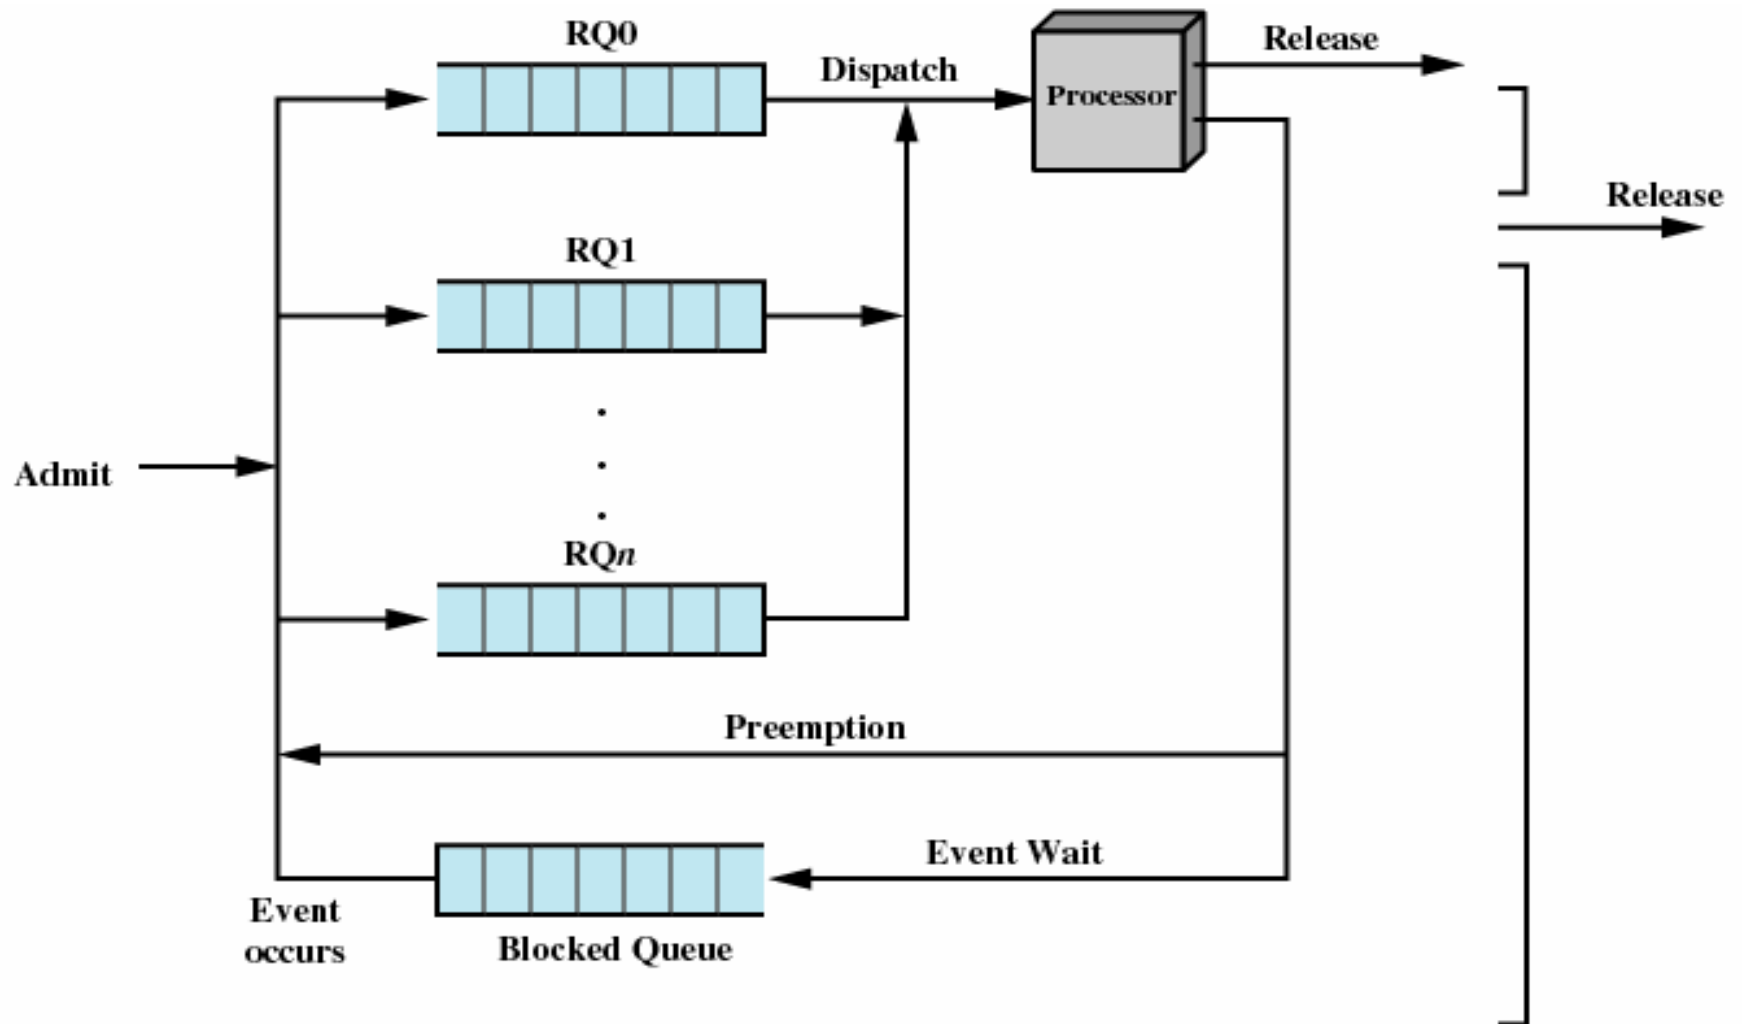 RQ0
Release
Dispatch
Processor
Release
RQ1
Admit
RQn
Preemption
Event Wait
Event
occurs
Blocked Queue